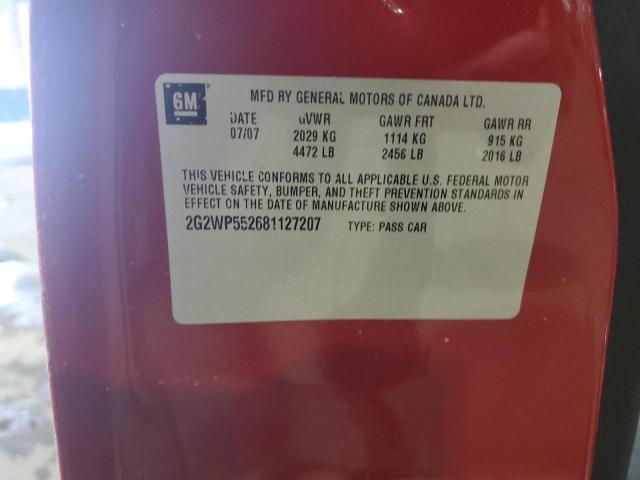 GM
MFD BY GENERAL MOTORS OF CANADA LTD.
DATE GVWR GAWR FRT GAWR RR
07/07 2029 KG 1114 KG 915 KG
4472 LB 2456 LB 2016 LB
THIS VEHICLE CONFORMS TO ALL APPLICABLE U.S. FEDERAL MOTOR
VEHICLE SAFETY, BUMPER, AND THEFT PREVENTION STANDARDS IN
EFFECT ON THE DATE OF MANUFACTURE SHOWN ABOVE.
2G2WP552681127207 TYPE: PASS CAR